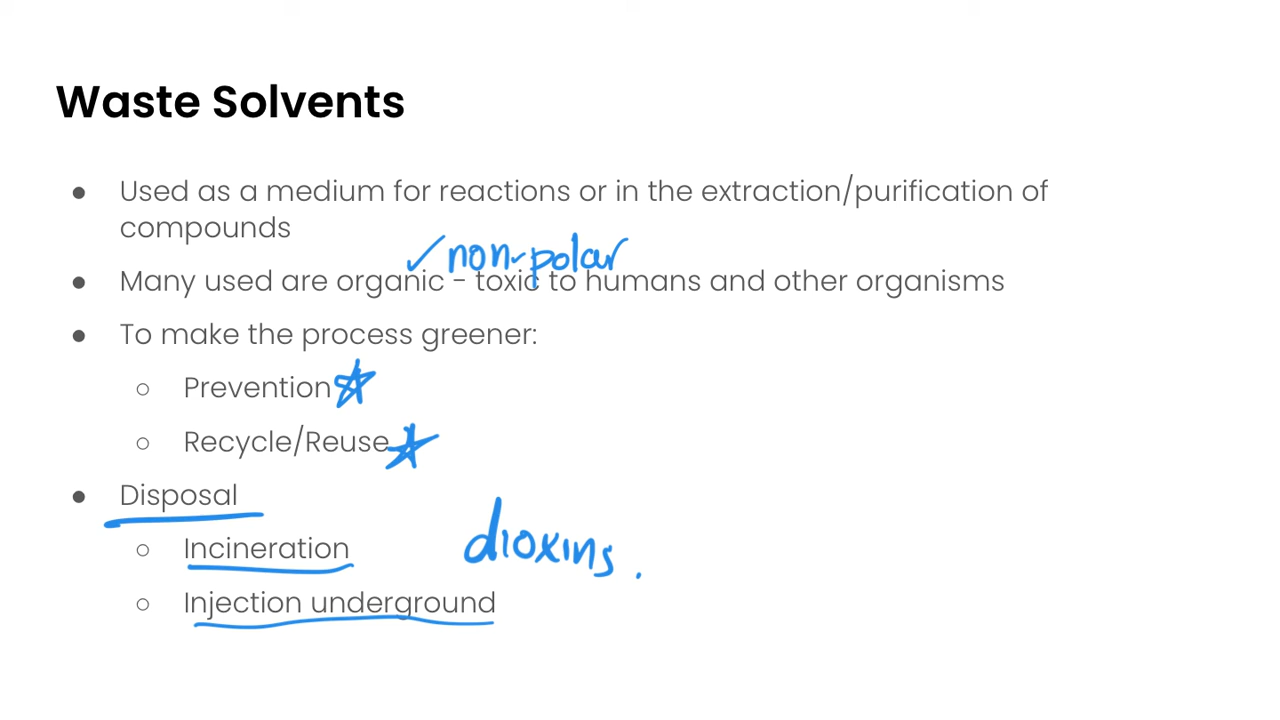 Waste Solvents
● Used as a medium for reactions or in the extraction/purification of
compounds
✓ non-polar
● Many used are organic - toxic to humans and other organisms
● To make the process greener:
○ Prevention ☆
○ Recycle/Reuse ☆
● Disposal
○ Incineration
dioxins.
○ Injection underground